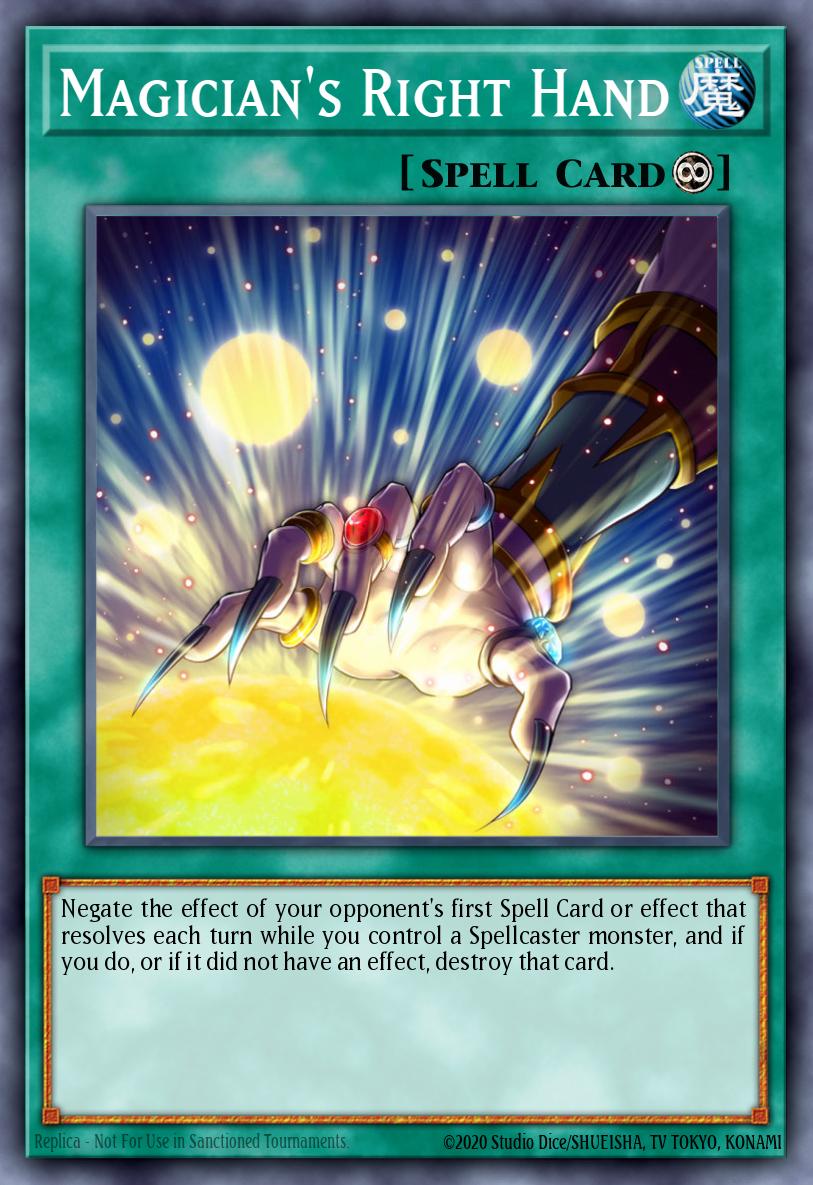 Magician's Right Hand
SPELL
魔
[Spell Card]
Negate the effect of your opponent's first Spell Card or effect that
resolves each turn while you control a Spellcaster monster, and if
you do, or if it did not have an effect, destroy that card.
Replica - Not For Use in Sanctioned Tournaments.
©2020 Studio Dice/SHUEISHA, TV TOKYO, KONAMI